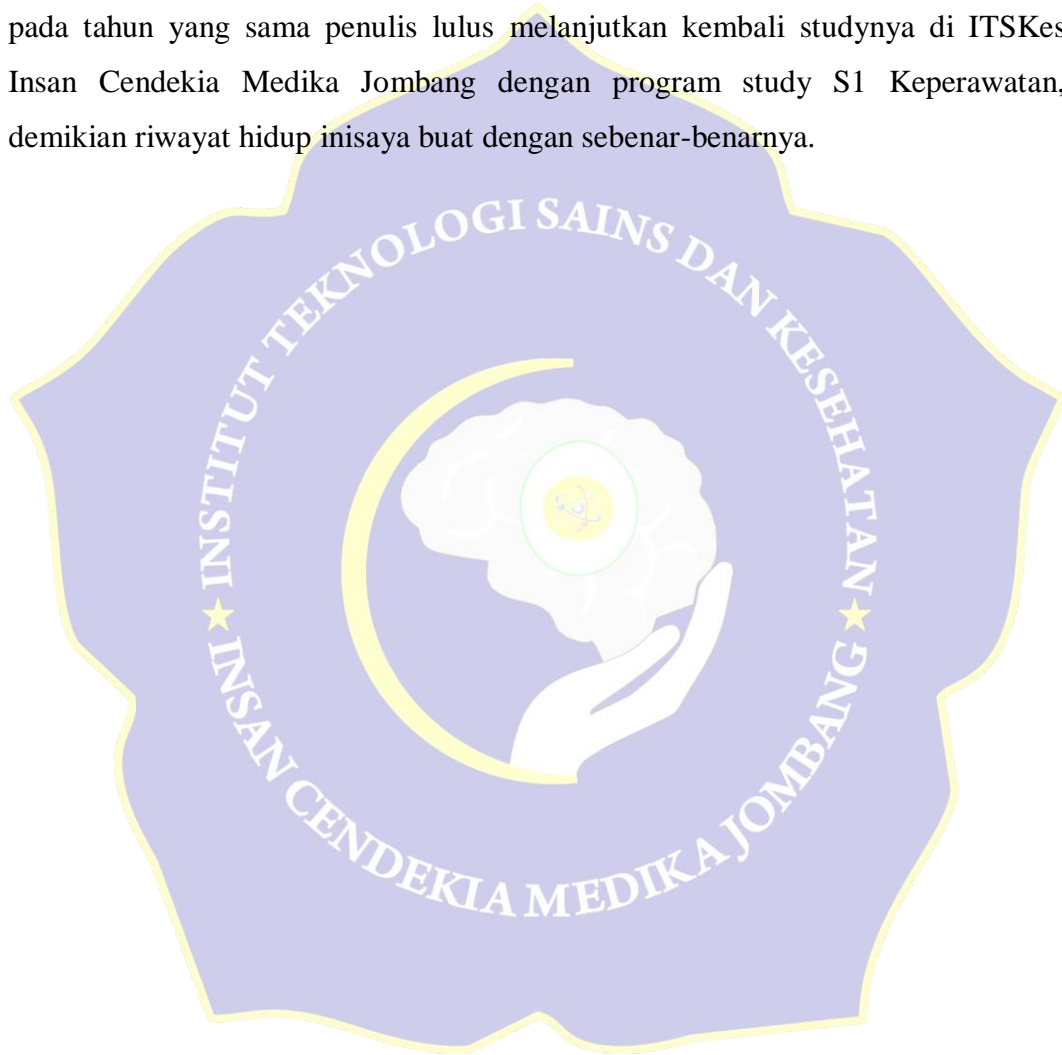 pada tahun yang sama penulis lulus melanjutkan kembali studynya di ITSKes
Insan Cendekia Medika Jombang dengan program study S1 Keperawatan,
demikian riwayat hidup inisaya buat dengan sebenar-benarnya.
INSTITUT TEKNOLOGI SAINS DAN KESEHATAN
INSAN CENDEKIA MEDIKA JOMBANG